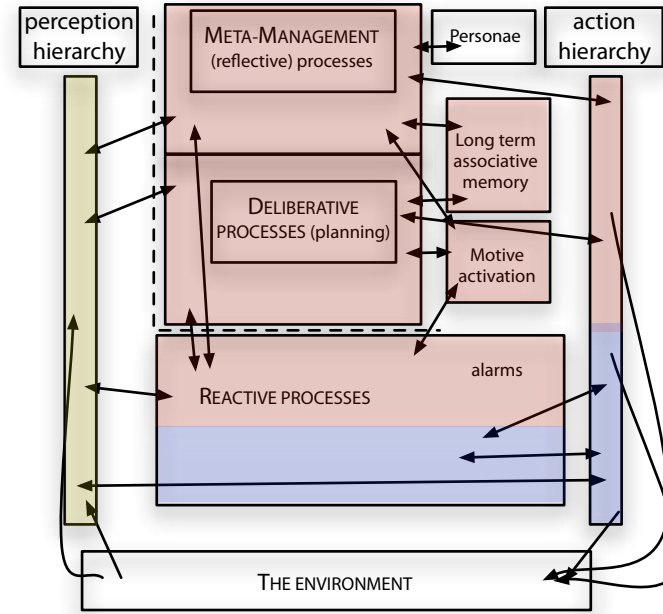 perception
hierarchy
META-MANAGEMENT
(reflective) processes
Personae
action
hierarchy
Long term
associative
memory
DELIBERATIVE
PROCESSES (planning)
Motive
activation
alarms
REACTIVE PROCESSES
THE ENVIRONMENT